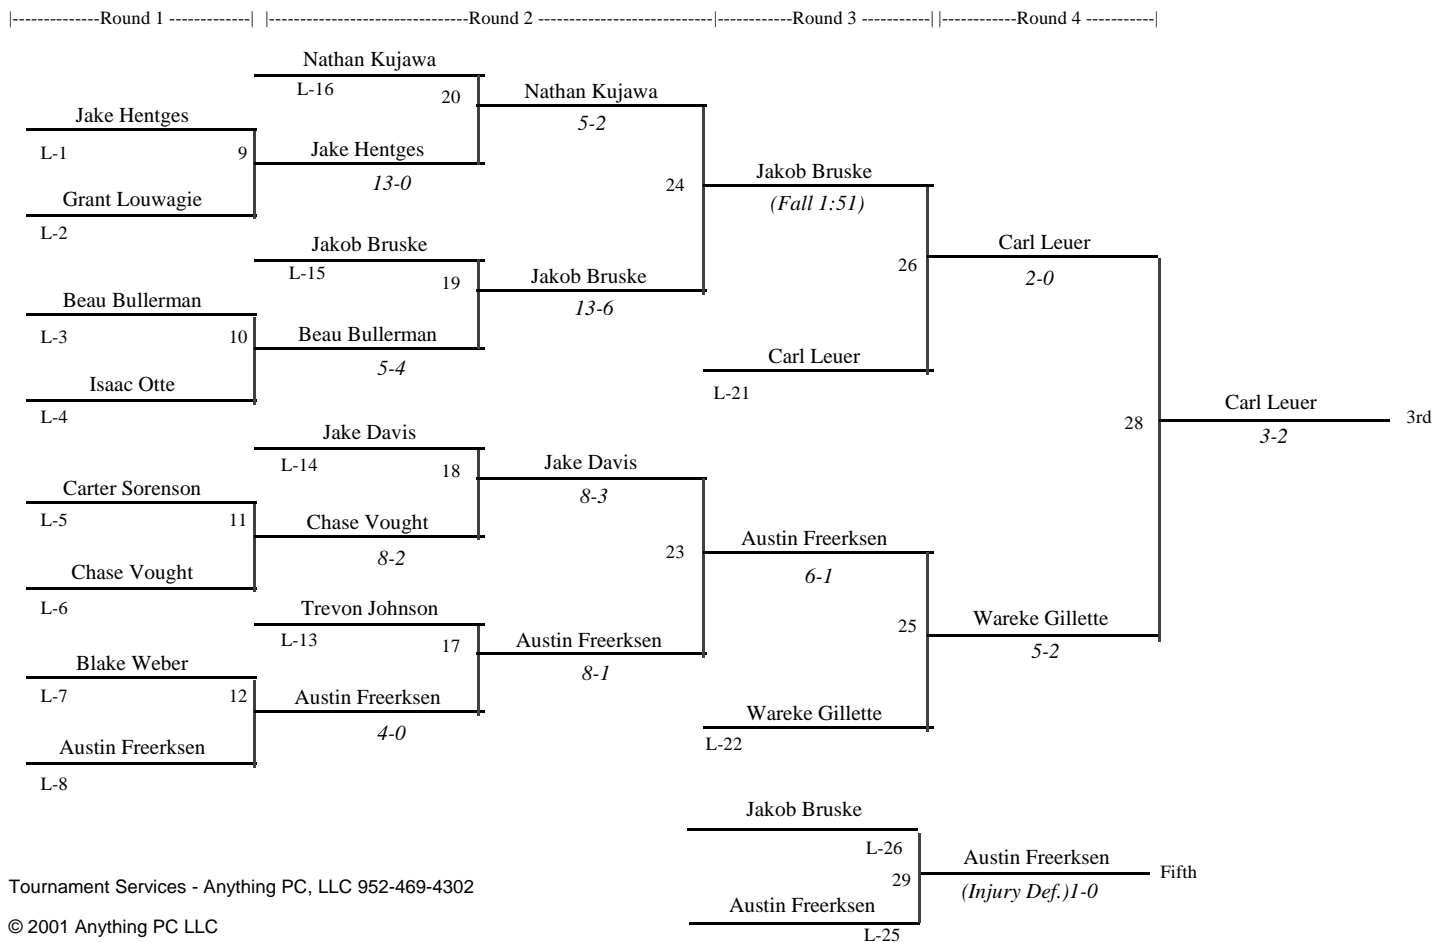 |-------------Round 1 -------------| |-----------------------------Round 2 -------------------------|------------Round 3 -----------||------------Round 4 -----------|
Nathan Kujawa
L-16 20
Nathan Kujawa
5-2
Jake Hentges
L-1 9
Jake Hentges
13-0
Grant Louwagie
L-2
24
Jakob Bruske
(Fall 1:51)
Jakob Bruske
L-15 19
Jakob Bruske
13-6
Beau Bullerman
L-3 10
Beau Bullerman
5-4
Isaac Otte
L-4
26
Carl Leuer
2-0
Carl Leuer
L-21
28
Carl Leuer 3rd
3-2
Jake Davis
L-14 18
Jake Davis
8-3
Carter Sorenson
L-5 11
Chase Vought
8-2
Chase Vought
L-6
23
Austin Freerksen
6-1
Trevon Johnson
L-13 17
Austin Freerksen
8-1
Blake Weber
L-7 12
Austin Freerksen
4-0
Austin Freerksen
L-8
25
Wareke Gillette
5-2
Wareke Gillette
L-22
Jakob Bruske
L-26
29
Austin Freerksen Fifth
(Injury Def.)1-0
Austin Freerksen
L-25
Tournament Services - Anything PC, LLC 952-469-4302
© 2001 Anything PC LLC